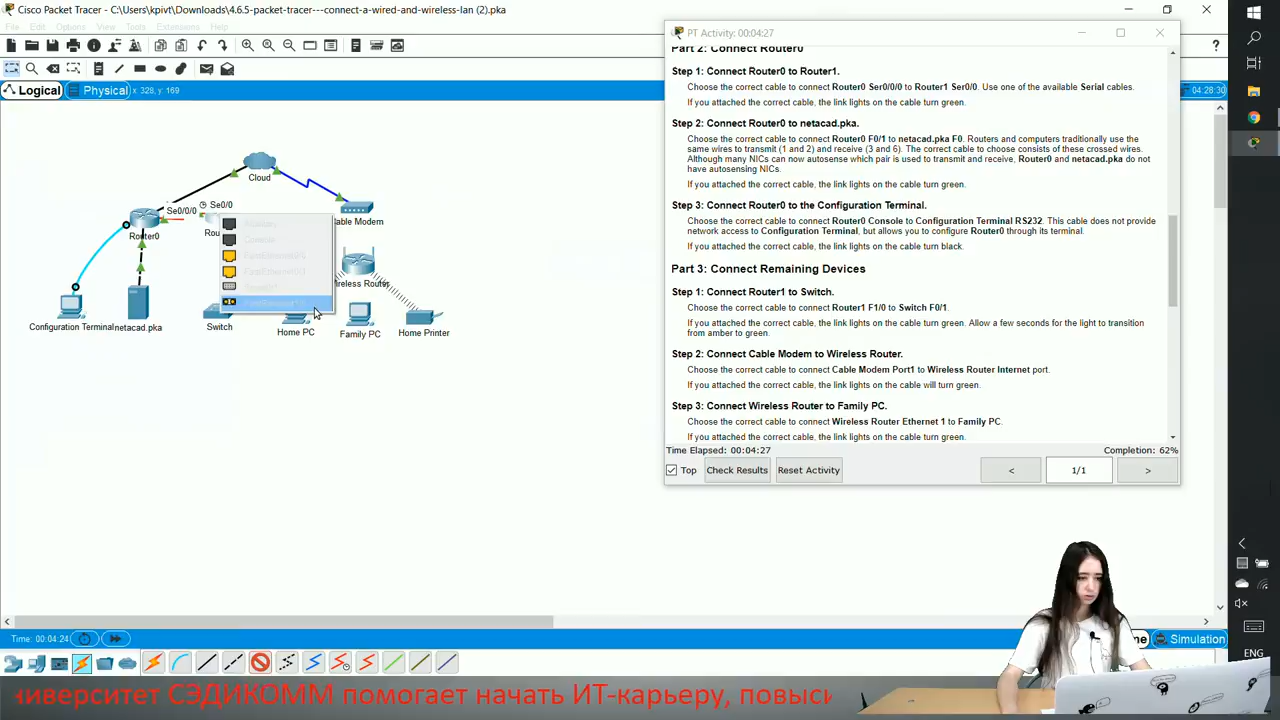 Cisco Packet Tracer - C:\Users\kpivt\Downloads\4.6.5-packet-tracer---connect-a-wired-and-wireless-lan (2).pka
File Edit Options View Tools Extensions Help
Logical
Physical
x: 328, y: 169
04:28:30
Cloud
Se0/0/0
Se0/0
Router0
Rou
Cable Modem
Wireless Router
Configuration Terminal
netacad.pka
Switch
Home PC
Family PC
Home Printer
PT Activity: 00:04:27
Part 2: Connect Router0
Step 1: Connect Router0 to Router1.
Choose the correct cable to connect Router0 Ser0/0/0 to Router1 Ser0/0. Use one of the available Serial cables.
If you attached the correct cable, the link lights on the cable turn green.
Step 2: Connect Router0 to netacad.pka.
Choose the correct cable to connect Router0 F0/1 to netacad.pka F0. Routers and computers traditionally use the
same wires to transmit (1 and 2) and receive (3 and 6). The correct cable to choose consists of these crossed wires.
Although many NICs can now autosense which pair is used to transmit and receive, Router0 and netacad.pka do not
have autosensing NICs.
If you attached the correct cable, the link lights on the cable turn green.
Step 3: Connect Router0 to the Configuration Terminal.
Choose the correct cable to connect Router0 Console to Configuration Terminal RS232. This cable does not provide
network access to Configuration Terminal, but allows you to configure Router0 through its terminal.
If you attached the correct cable, the link lights on the cable turn black.
Part 3: Connect Remaining Devices
Step 1: Connect Router1 to Switch.
Choose the correct cable to connect Router1 F1/0 to Switch F0/1.
If you attached the correct cable, the link lights on the cable turn green. Allow a few seconds for the light to transition
from amber to green.
Step 2: Connect Cable Modem to Wireless Router.
Choose the correct cable to connect Cable Modem Port1 to Wireless Router Internet port.
If you attached the correct cable, the link lights on the cable will turn green.
Step 3: Connect Wireless Router to Family PC.
Choose the correct cable to connect Wireless Router Ethernet 1 to Family PC.
If you attached the correct cable, the link lights on the cable turn green.
Time Elapsed: 00:04:27
Completion: 62%
Top
Check Results
Reset Activity
<
1/1
>
Time: 00:04:24
Simulation
ENG
ниверситет СЭДИКОММ помогает начать ИТ-карьеру, повыси